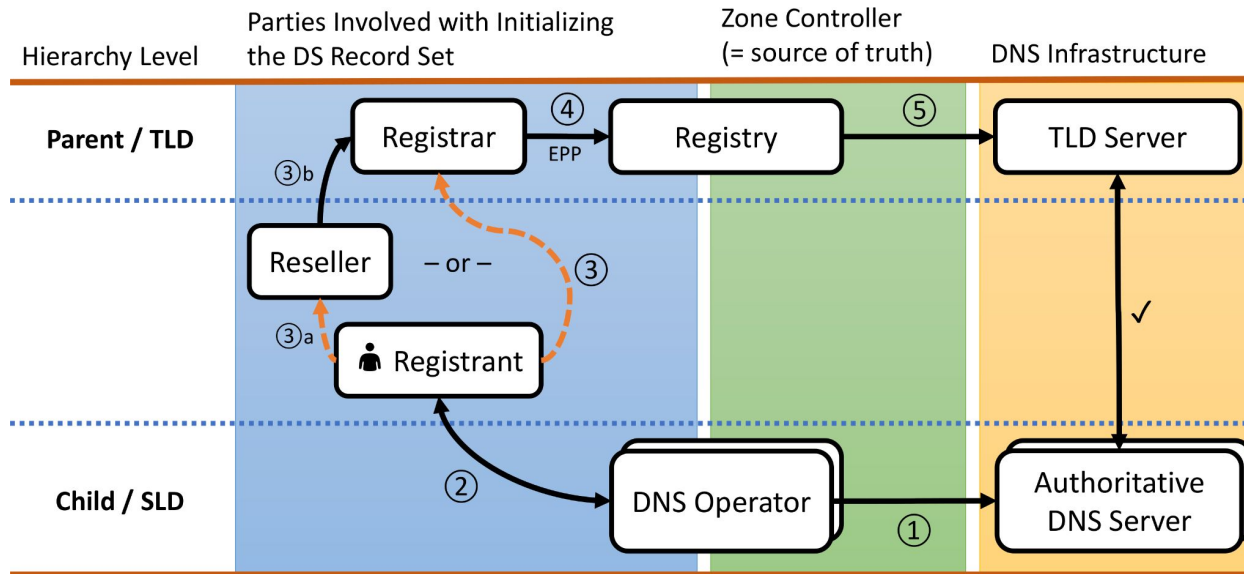 Hierarchy Level
Parties Involved with Initializing
the DS Record Set
Zone Controller
(= source of truth)
DNS Infrastructure
Parent / TLD
Registrar
④
EPP
Registry
⑤
TLD Server
③b
Reseller
– or –
③
③a
Registrant
✓
②
Child / SLD
DNS Operator
①
Authoritative
DNS Server